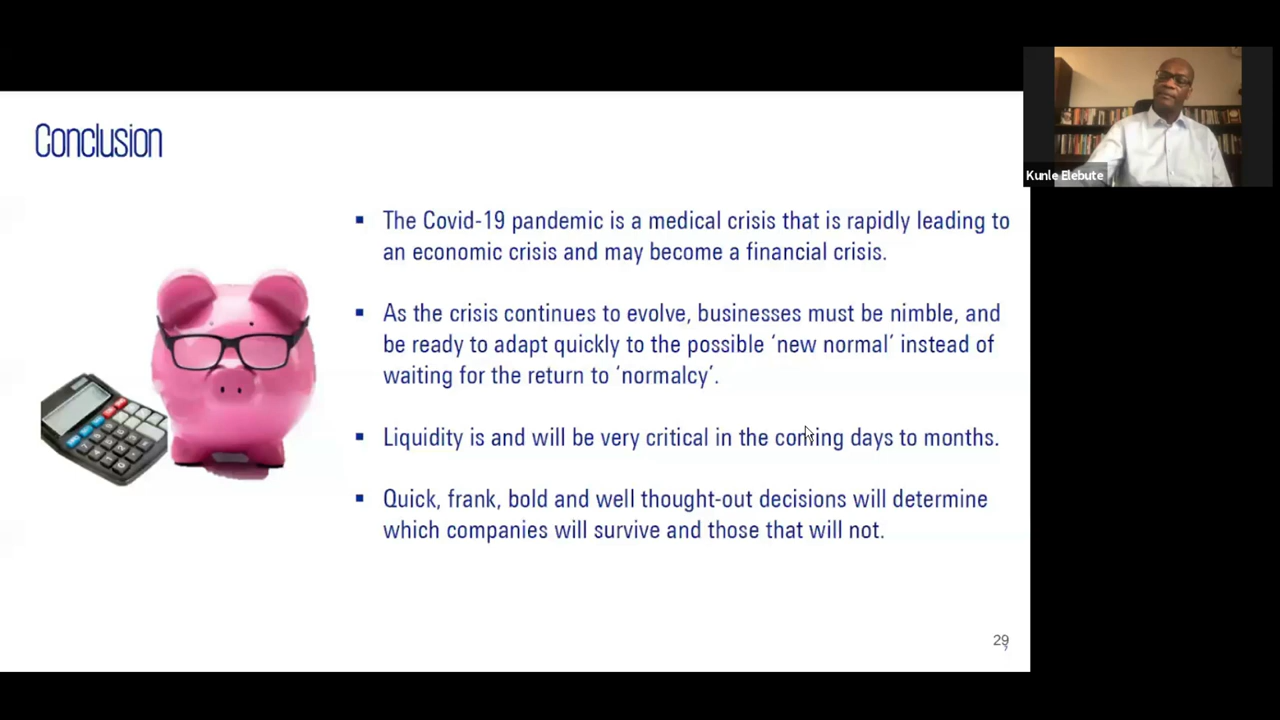 Conclusion
Kunle Elebute
▪ The Covid-19 pandemic is a medical crisis that is rapidly leading to
an economic crisis and may become a financial crisis.
▪ As the crisis continues to evolve, businesses must be nimble, and
be ready to adapt quickly to the possible ‘new normal’ instead of
waiting for the return to ‘normalcy’.
▪ Liquidity is and will be very critical in the coming days to months.
▪ Quick, frank, bold and well thought-out decisions will determine
which companies will survive and those that will not.
29